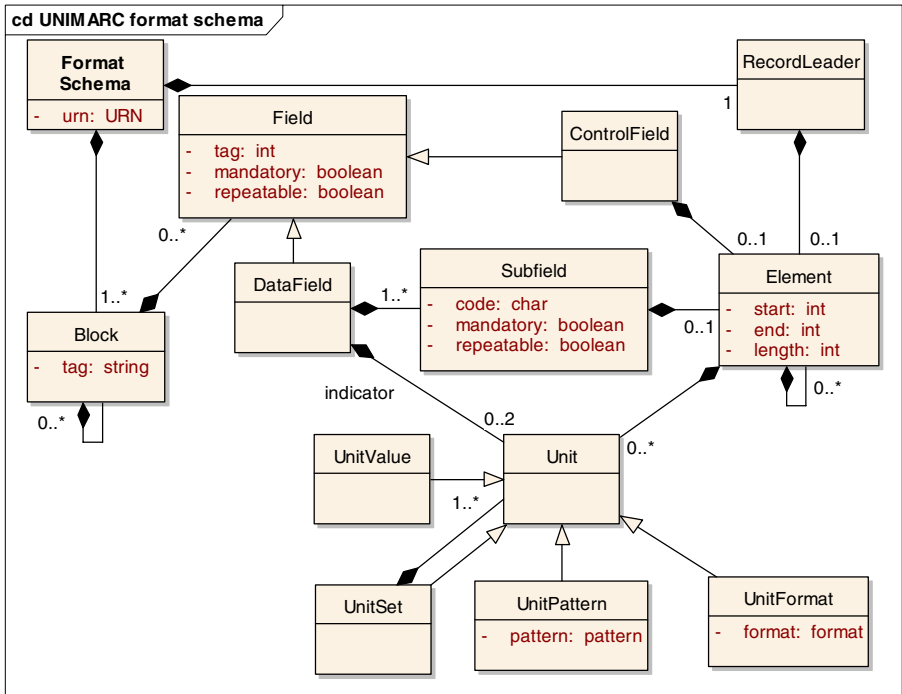 cd UNIMARC format schema
Format
Schema
- urn: URN
RecordLeader
1
Field
- tag: int
- mandatory: boolean
- repeatable: boolean
ControlField
0..*
0..1
0..1
1..*
DataField
1..*
Subfield
- code: char
- mandatory: boolean
- repeatable: boolean
0..1
Element
- start: int
- end: int
- length: int
Block
- tag: string
0..*
indicator
0..2
0..*
0..*
UnitValue
Unit
1..*
UnitSet
UnitPattern
- pattern: pattern
UnitFormat
- format: format